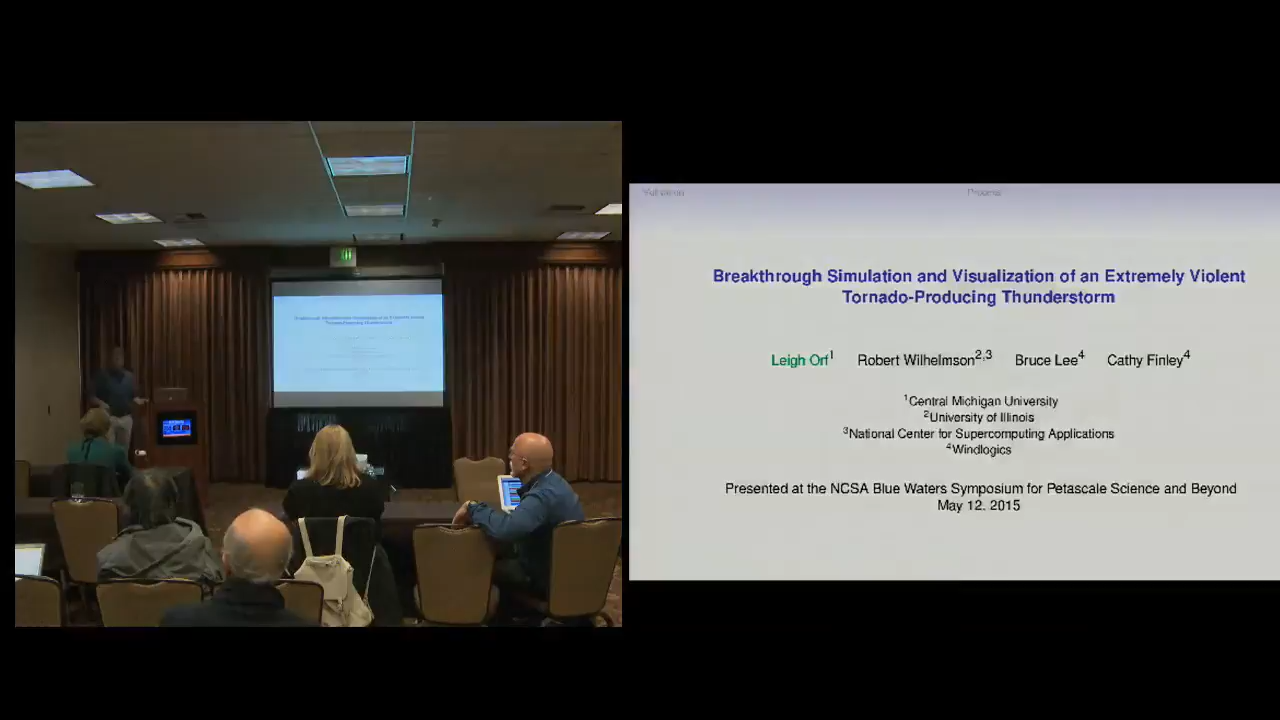 Breakthrough Simulation and Visualization of an Extremely Violent
Tornado-Producing Thunderstorm
Leigh Orf1 Robert Wilhelmson2,3 Bruce Lee4 Cathy Finley4
1Central Michigan University
2University of Illinois
3National Center for Supercomputing Applications
4Windlogics
Presented at the NCSA Blue Waters Symposium for Petascale Science and Beyond
May 12, 2015